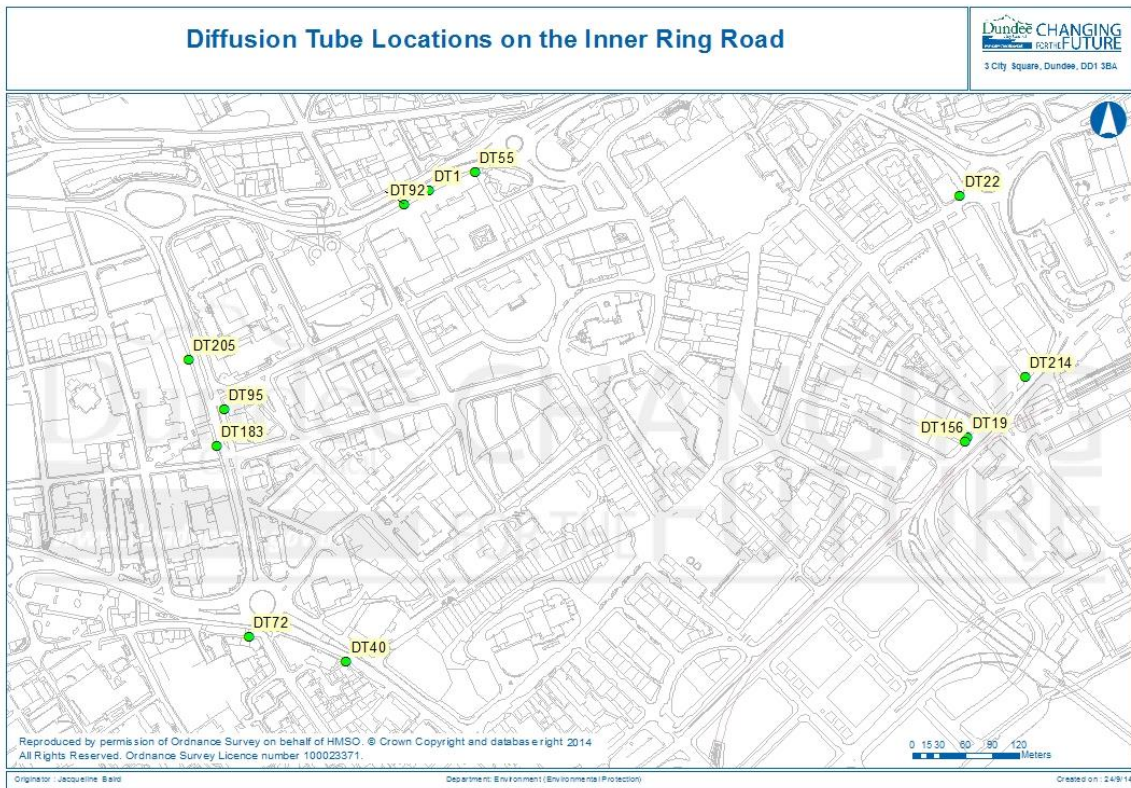 Diffusion Tube Locations on the Inner Ring Road
Dundee CHANGING
FOR THE FUTURE
3 City Square, Dundee, DD1 3BA
DT55
DT1
DT92
DT22
DT205
DT214
DT95
DT19
DT156
DT183
DT72
DT40
Reproduced by permission of Ordnance Survey on behalf of HMSO. © Crown Copyright and database right 2014
All Rights Reserved. Ordnance Survey Licence number 100023371.
0 15 30 60 90 120
Meters
Originator : Jacqueline Baird
Department: Environment (Environmental Protection)
Created on : 24/9/14